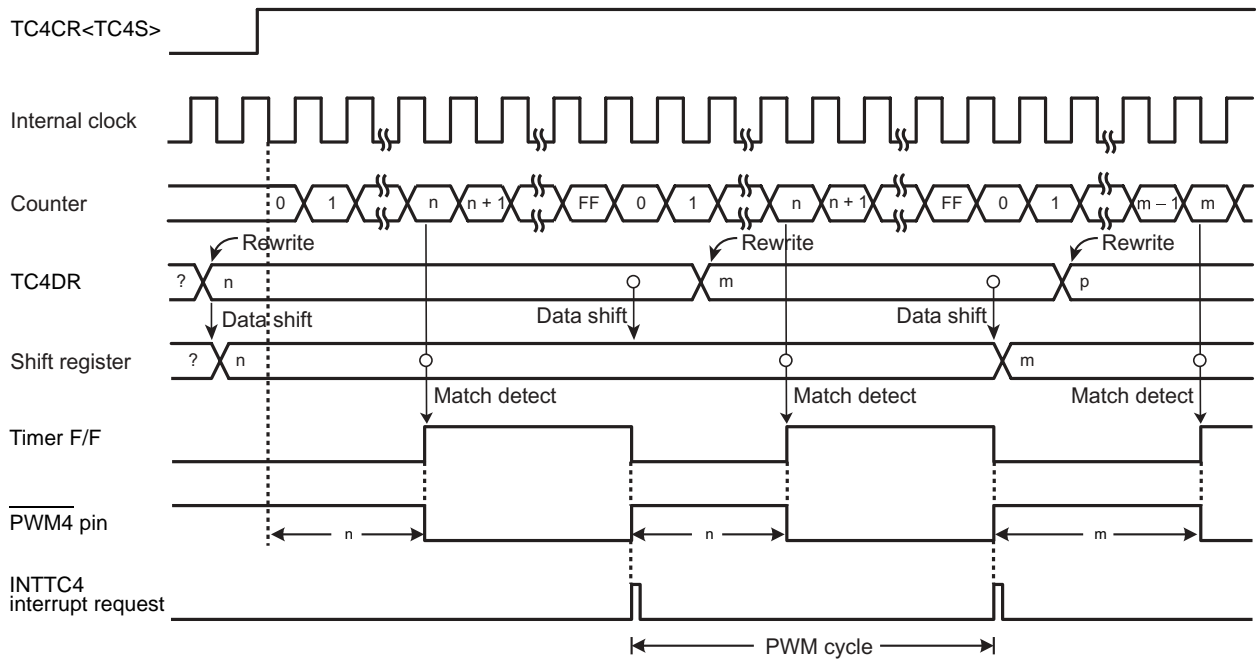 TC4CR<TC4S>
Internal clock
Counter 0 1 n n + 1 FF 0 1 n n + 1 FF 0 1 m – 1 m
Rewrite Rewrite Rewrite
TC4DR ? n m p
Data shift Data shift Data shift
Shift register ? n m
Match detect Match detect Match detect
Timer F/F
PWM4 pin n n m
INTTC4
interrupt request
PWM cycle